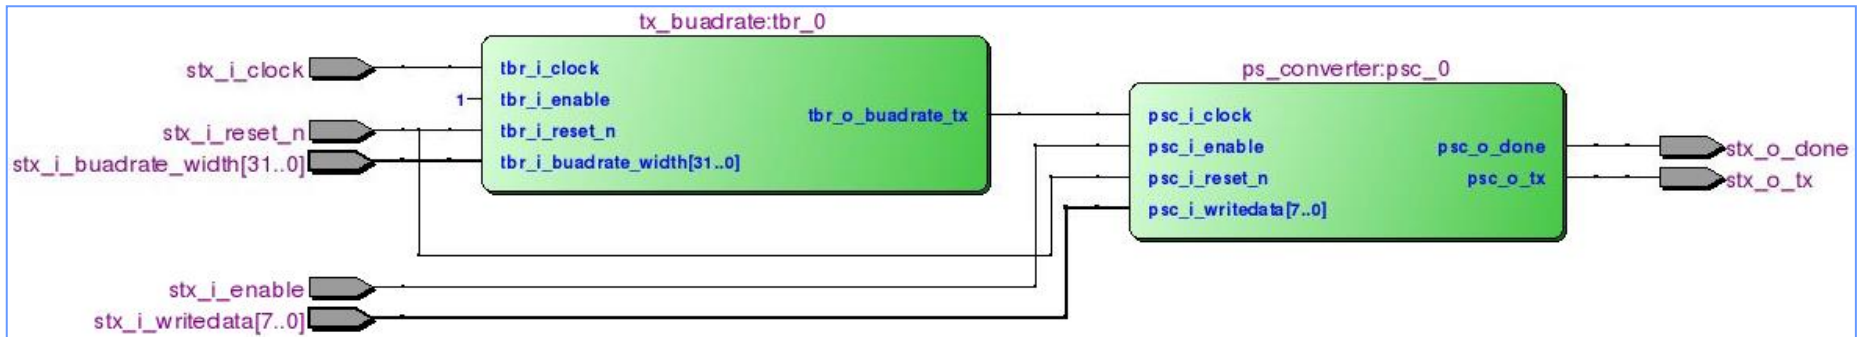 tx_buadrate:tbr_0
stx_i_clock
stx_i_reset_n
stx_i_buadrate_width[31..0]
tbr_i_clock
1
tbr_i_enable
tbr_i_reset_n
tbr_i_buadrate_width[31..0]
tbr_o_buadrate_tx
ps_converter:psc_0
psc_i_clock
psc_i_enable
psc_i_reset_n
psc_i_writedata[7..0]
psc_o_done
psc_o_tx
stx_o_done
stx_o_tx
stx_i_enable
stx_i_writedata[7..0]